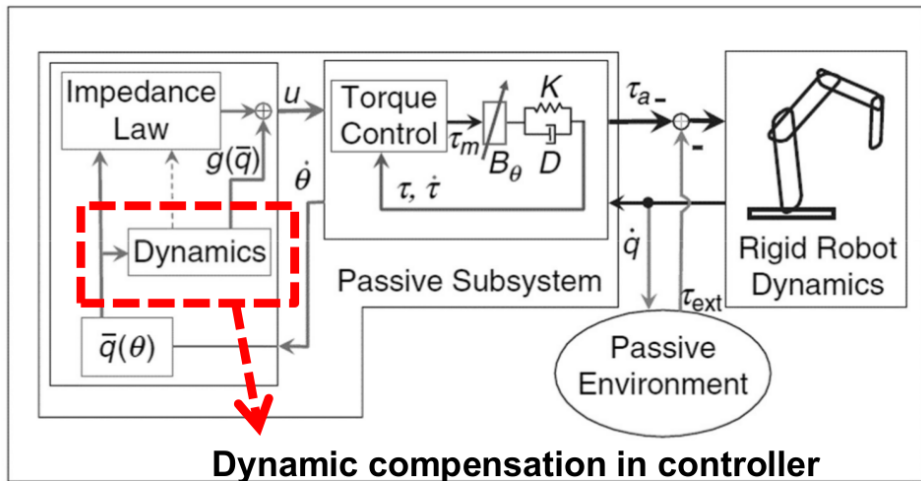 Impedance
Law
u
g(q̄)
θ̇
Dynamics
q̄(θ)
Torque
Control
τm
Bθ
K
D
τ, τ̇
Passive Subsystem
τa
-
-
q̇
τext
Passive
Environment
Rigid Robot
Dynamics
Dynamic compensation in controller